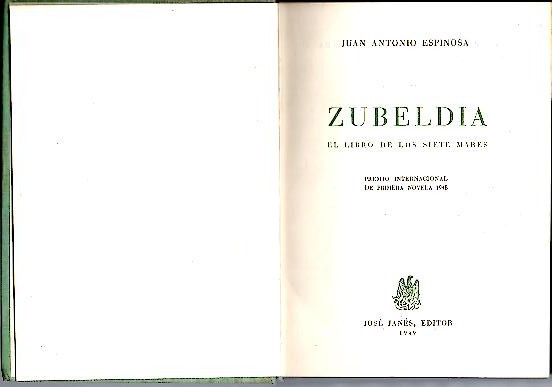 JUAN ANTONIO ESPINOSA
ZUBELDIA
EL LIBRO DE LOS SIETE MARES
PREMIO INTERNACIONAL
DE PRIMERA NOVELA 1948
JOSÉ JANÉS, EDITOR
1949